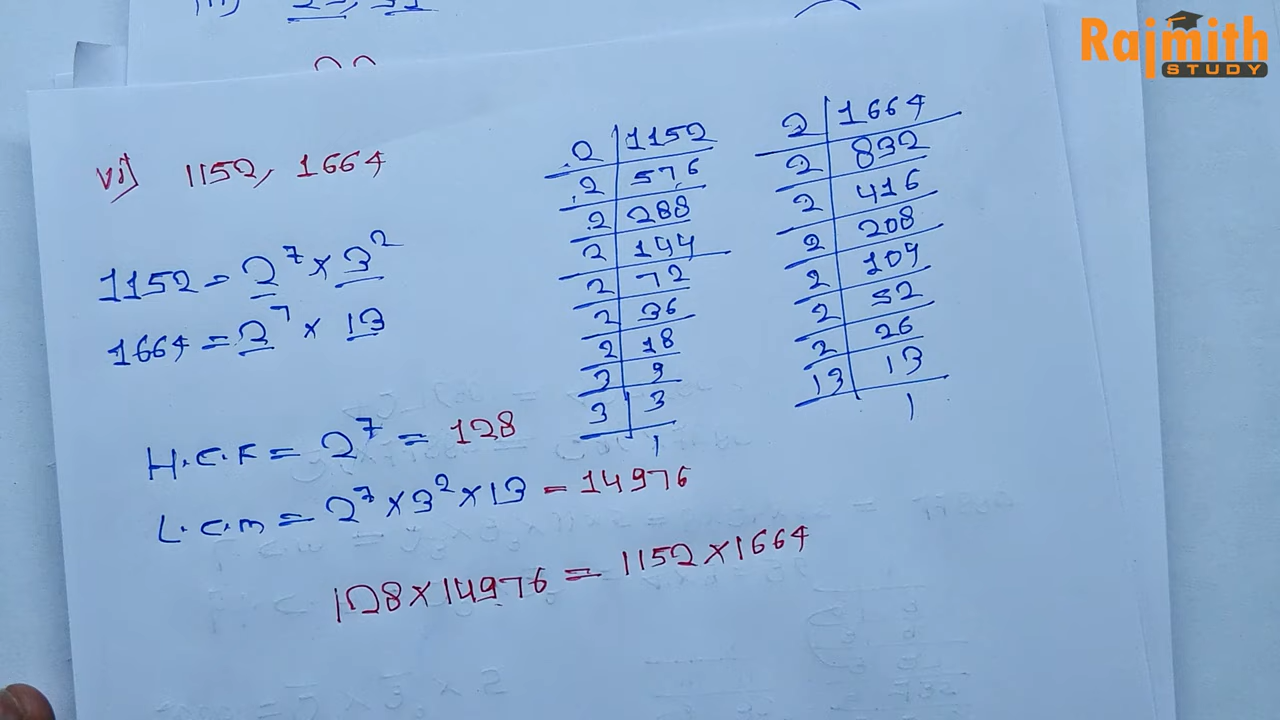 Rajmith
STUDY
vi) 1152, 1664
1152 = 2⁷ × 3²
1664 = 2⁷ × 13
H.C.F = 2⁷ = 128
L.C.M = 2⁷ × 3² × 13 = 14976
128 × 14976 = 1152 × 1664
2 | 1152
2 | 576
2 | 288
2 | 144
2 | 72
2 | 36
2 | 18
3 | 9
3 | 3
1
2 | 1664
2 | 832
2 | 416
2 | 208
2 | 104
2 | 52
2 | 26
13 | 13
1